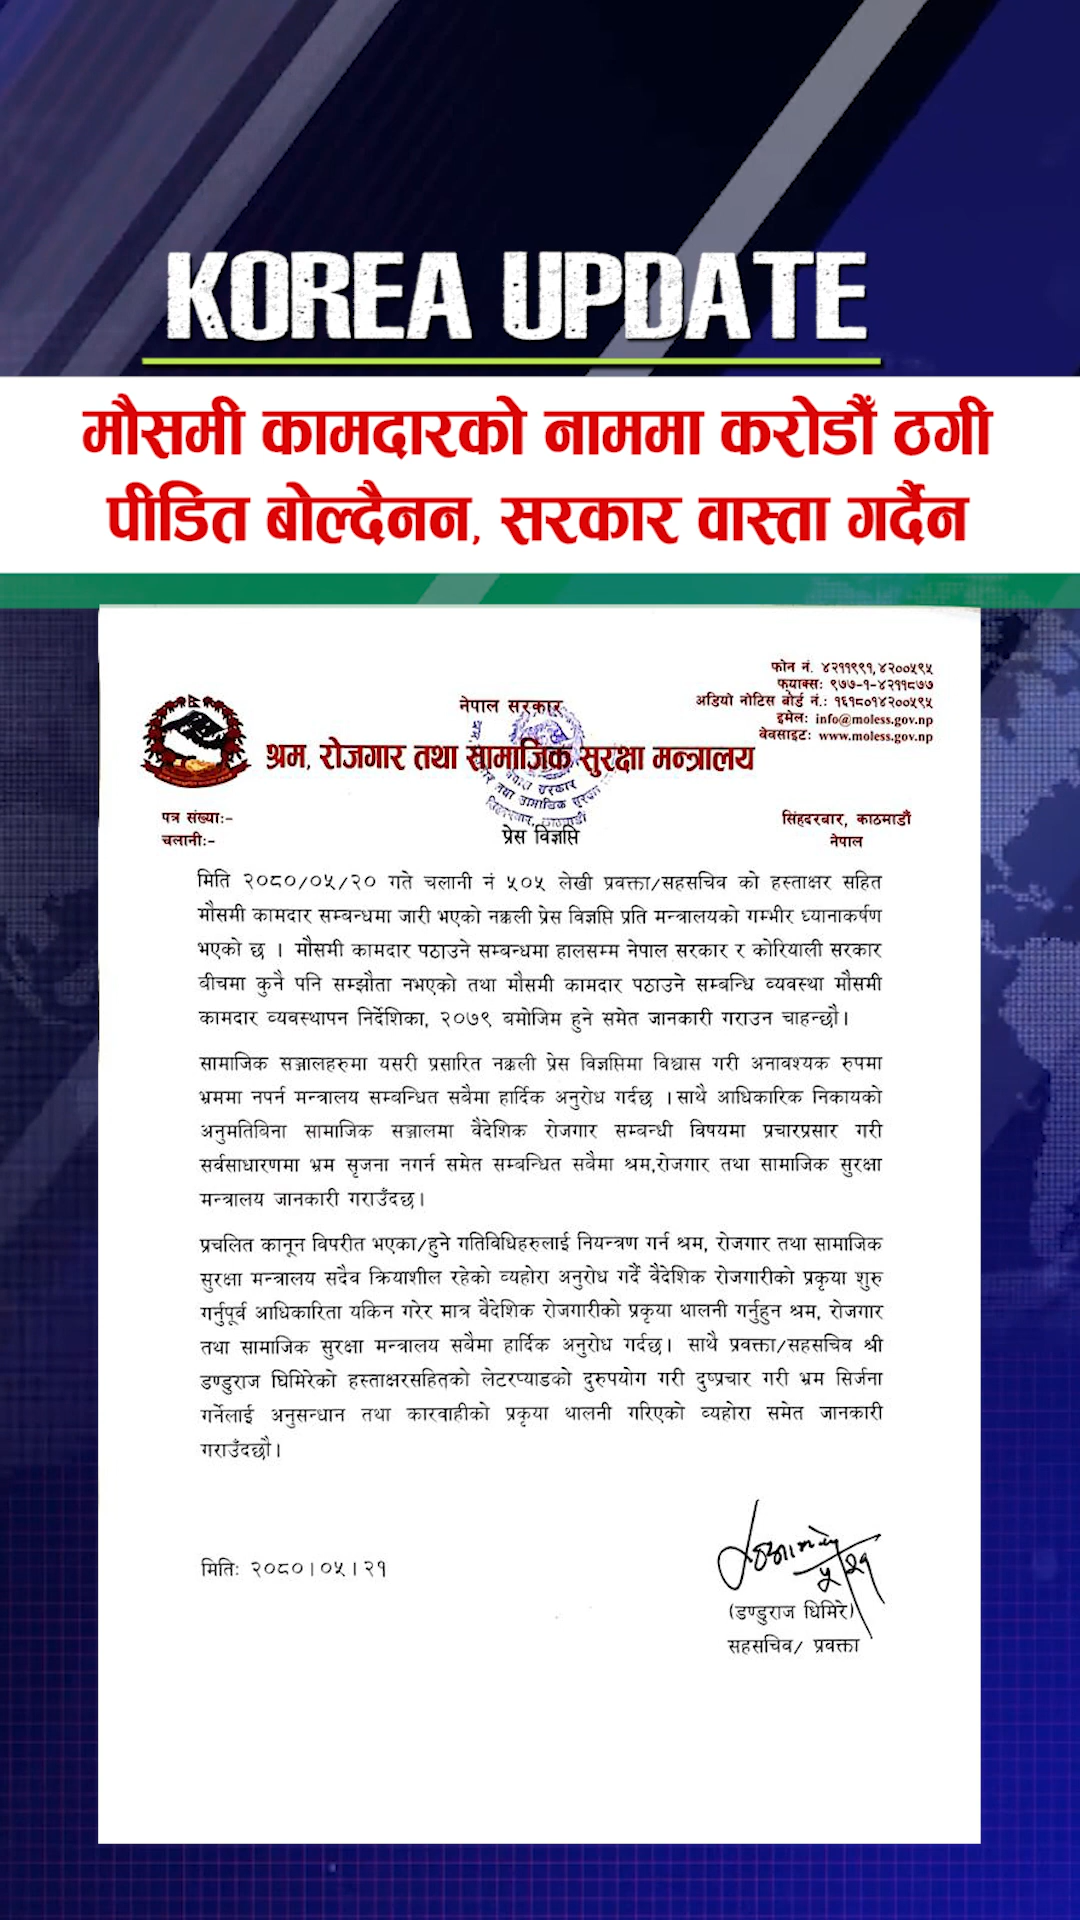 KOREA UPDATE
मौसमी कामदारको नाममा करोडौं ठगी
पीडित बोल्दैनन, सरकार वास्ता गर्दैन
फोन नं. ४२११९९१,४२००५९५
फ्याक्स: ९७७-१-४२११८७७
अडियो नोटिस बोर्ड नं.: १६१८०१४२००५९५
इमेल: info@moless.gov.np
वेवसाइट: www.moless.gov.np
नेपाल सरकार
श्रम, रोजगार तथा सामाजिक सुरक्षा मन्त्रालय
पत्र संख्या:-
चलानी:-
सिंहदरबार, काठमाडौं
नेपाल
प्रेस विज्ञप्ति
मिति २०८०/०५/२० गते चलानी नं ५०५ लेखी प्रवक्ता/सहसचिव को हस्ताक्षर सहित
मौसमी कामदार सम्बन्धमा जारी भएको नक्कली प्रेस विज्ञप्ति प्रति मन्त्रालयको गम्भीर ध्यानाकर्षण
भएको छ । मौसमी कामदार पठाउने सम्बन्धमा हालसम्म नेपाल सरकार र कोरियाली सरकार
वीचमा कुनै पनि सम्झौता नभएको तथा मौसमी कामदार पठाउने सम्बन्धि व्यवस्था मौसमी
कामदार व्यवस्थापन निर्देशिका, २०७९ बमोजिम हुने समेत जानकारी गराउन चाहन्छौ।
सामाजिक सञ्जालहरुमा यसरी प्रसारित नक्कली प्रेस विज्ञप्तिमा विश्वास गरी अनावश्यक रुपमा
भ्रममा नपर्न मन्त्रालय सम्बन्धित सबैमा हार्दिक अनुरोध गर्दछ ।साथै आधिकारिक निकायको
अनुमतिबिना सामाजिक सञ्जालमा वैदेशिक रोजगार सम्बन्धी विषयमा प्रचारप्रसार गरी
सर्वसाधारणमा भ्रम सृजना नगर्न समेत सम्बन्धित सवैमा श्रम,रोजगार तथा सामाजिक सुरक्षा
मन्त्रालय जानकारी गराउँदछ।
प्रचलित कानून विपरीत भएका/हुने गतिविधिहरुलाई नियन्त्रण गर्न श्रम, रोजगार तथा सामाजिक
सुरक्षा मन्त्रालय सदैव क्रियाशील रहेको व्यहोरा अनुरोध गर्दै वैदेशिक रोजगारीको प्रकृया शुरु
गर्नुपूर्व आधिकारिता यकिन गरेर मात्र वैदेशिक रोजगारीको प्रकृया थालनी गर्नुहुन श्रम, रोजगार
तथा सामाजिक सुरक्षा मन्त्रालय सबैमा हार्दिक अनुरोध गर्दछ। साथै प्रवक्ता/सहसचिव श्री
डण्डुराज घिमिरेको हस्ताक्षरसहितको लेटरप्याडको दुरुपयोग गरी दुष्प्रचार गरी भ्रम सिर्जना
गर्नेलाई अनुसन्धान तथा कारवाहीको प्रकृया थालनी गरिएको व्यहोरा समेत जानकारी
गराउँदछौ।
मिति: २०८०।०५।२१
५/२१
(डण्डुराज घिमिरे)
सहसचिव/ प्रवक्ता